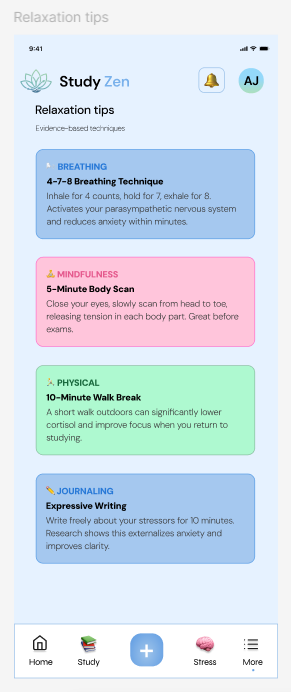 Relaxation tips
9:41
Study Zen
AJ
Relaxation tips
Evidence-based techniques
BREATHING
4-7-8 Breathing Technique
Inhale for 4 counts, hold for 7, exhale for 8.
Activates your parasympathetic nervous system
and reduces anxiety within minutes.
MINDFULNESS
5-Minute Body Scan
Close your eyes, slowly scan from head to toe,
releasing tension in each body part. Great before
exams.
PHYSICAL
10-Minute Walk Break
A short walk outdoors can significantly lower
cortisol and improve focus when you return to
studying.
JOURNALING
Expressive Writing
Write freely about your stressors for 10 minutes.
Research shows this externalizes anxiety and
improves clarity.
Home Study Stress More